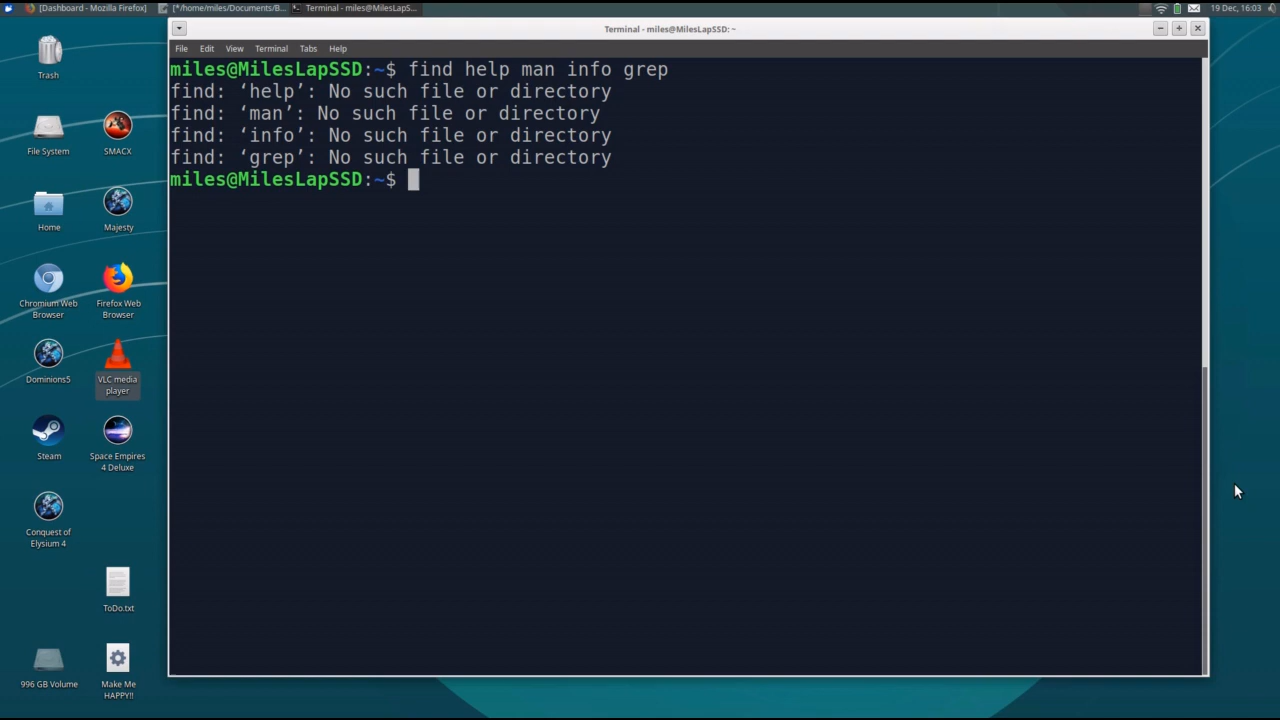 [Dashboard - Mozilla Firefox]
[*/home/miles/Documents/B...
Terminal - miles@MilesLapS...
19 Dec, 16:03
Terminal - miles@MilesLapSSD: ~
File Edit View Terminal Tabs Help
miles@MilesLapSSD:~$ find help man info grep
find: ‘help’: No such file or directory
find: ‘man’: No such file or directory
find: ‘info’: No such file or directory
find: ‘grep’: No such file or directory
miles@MilesLapSSD:~$
Trash
File System
SMACX
Home
Majesty
Chromium Web
Browser
Firefox Web
Browser
Dominions5
VLC media
player
Steam
Space Empires
4 Deluxe
Conquest of
Elysium 4
ToDo.txt
996 GB Volume
Make Me
HAPPY!!